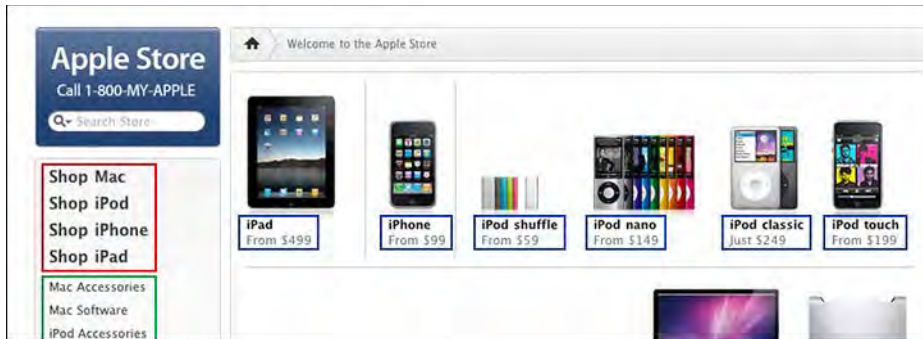 Apple Store
Call 1-800-MY-APPLE
Search Store
Welcome to the Apple Store
Shop Mac
Shop iPod
Shop iPhone
Shop iPad
Mac Accessories
Mac Software
iPod Accessories
iPad
From $499
iPhone
From $99
iPod shuffle
From $59
iPod nano
From $149
iPod classic
Just $249
iPod touch
From $199